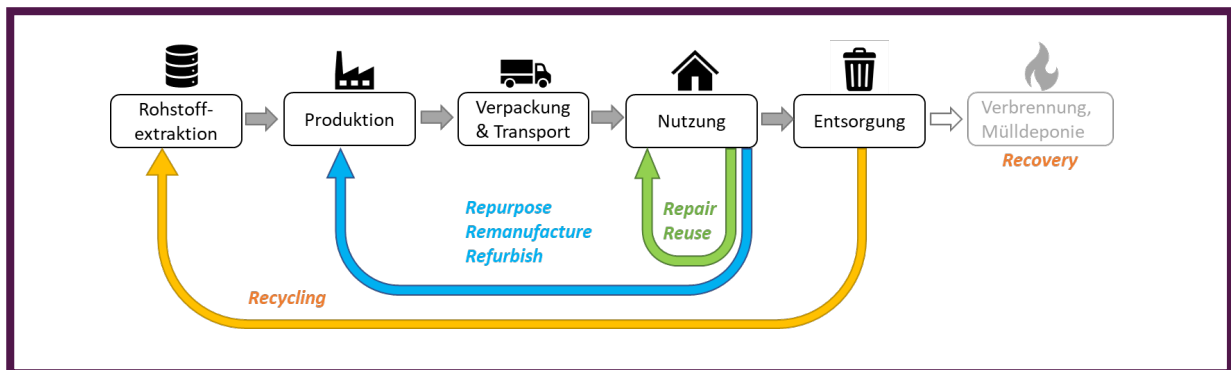 Rohstoff-
extraktion
Produktion
Verpackung
& Transport
Nutzung
Entsorgung
Verbrennung,
Mülldeponie
Recovery
Repurpose
Remanufacture
Refurbish
Repair
Reuse
Recycling